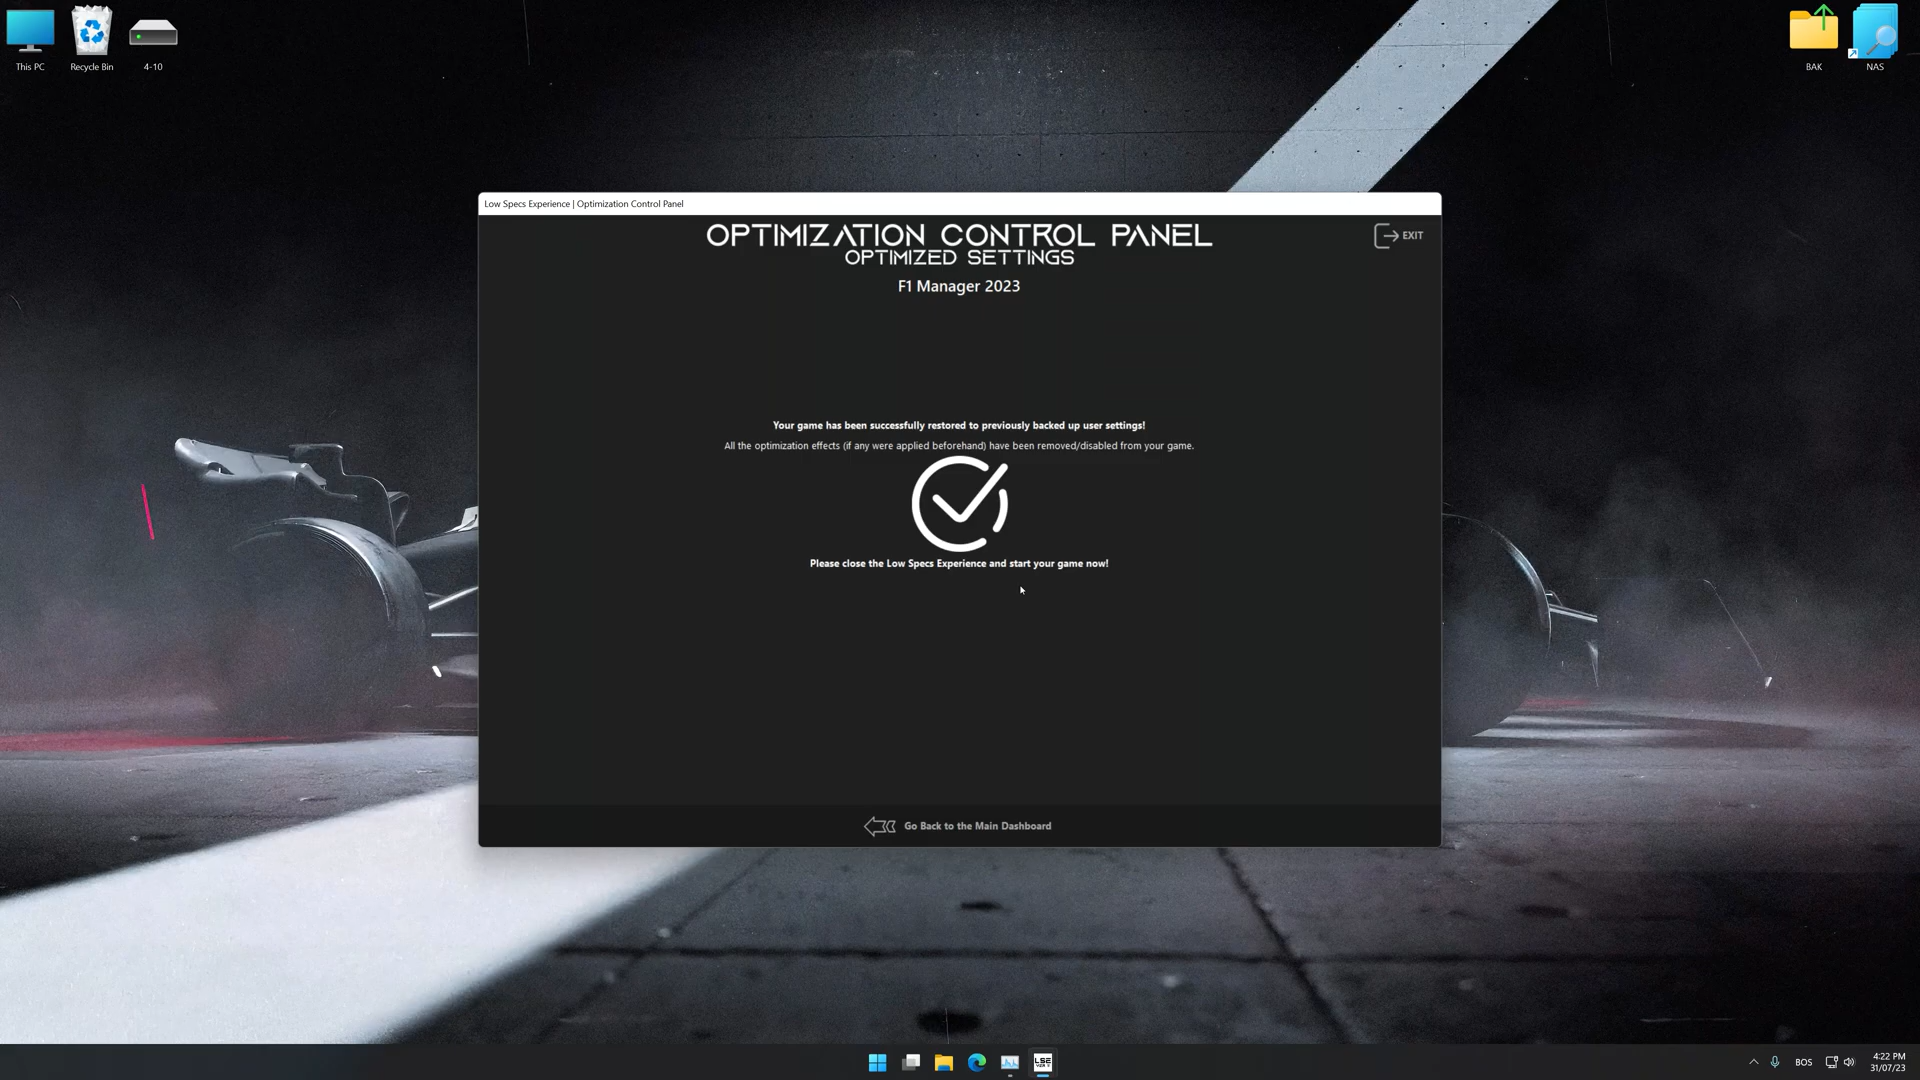 This PC
Recycle Bin
4-10
BAK
NAS
Low Specs Experience | Optimization Control Panel
OPTIMIZATION CONTROL PANEL
EXIT
OPTIMIZED SETTINGS
F1 Manager 2023
Your game has been successfully restored to previously backed up user settings!
All the optimization effects (if any were applied beforehand) have been removed/disabled from your game.
Please close the Low Specs Experience and start your game now!
Go Back to the Main Dashboard
LSE
BOS
4:22 PM
31/07/23